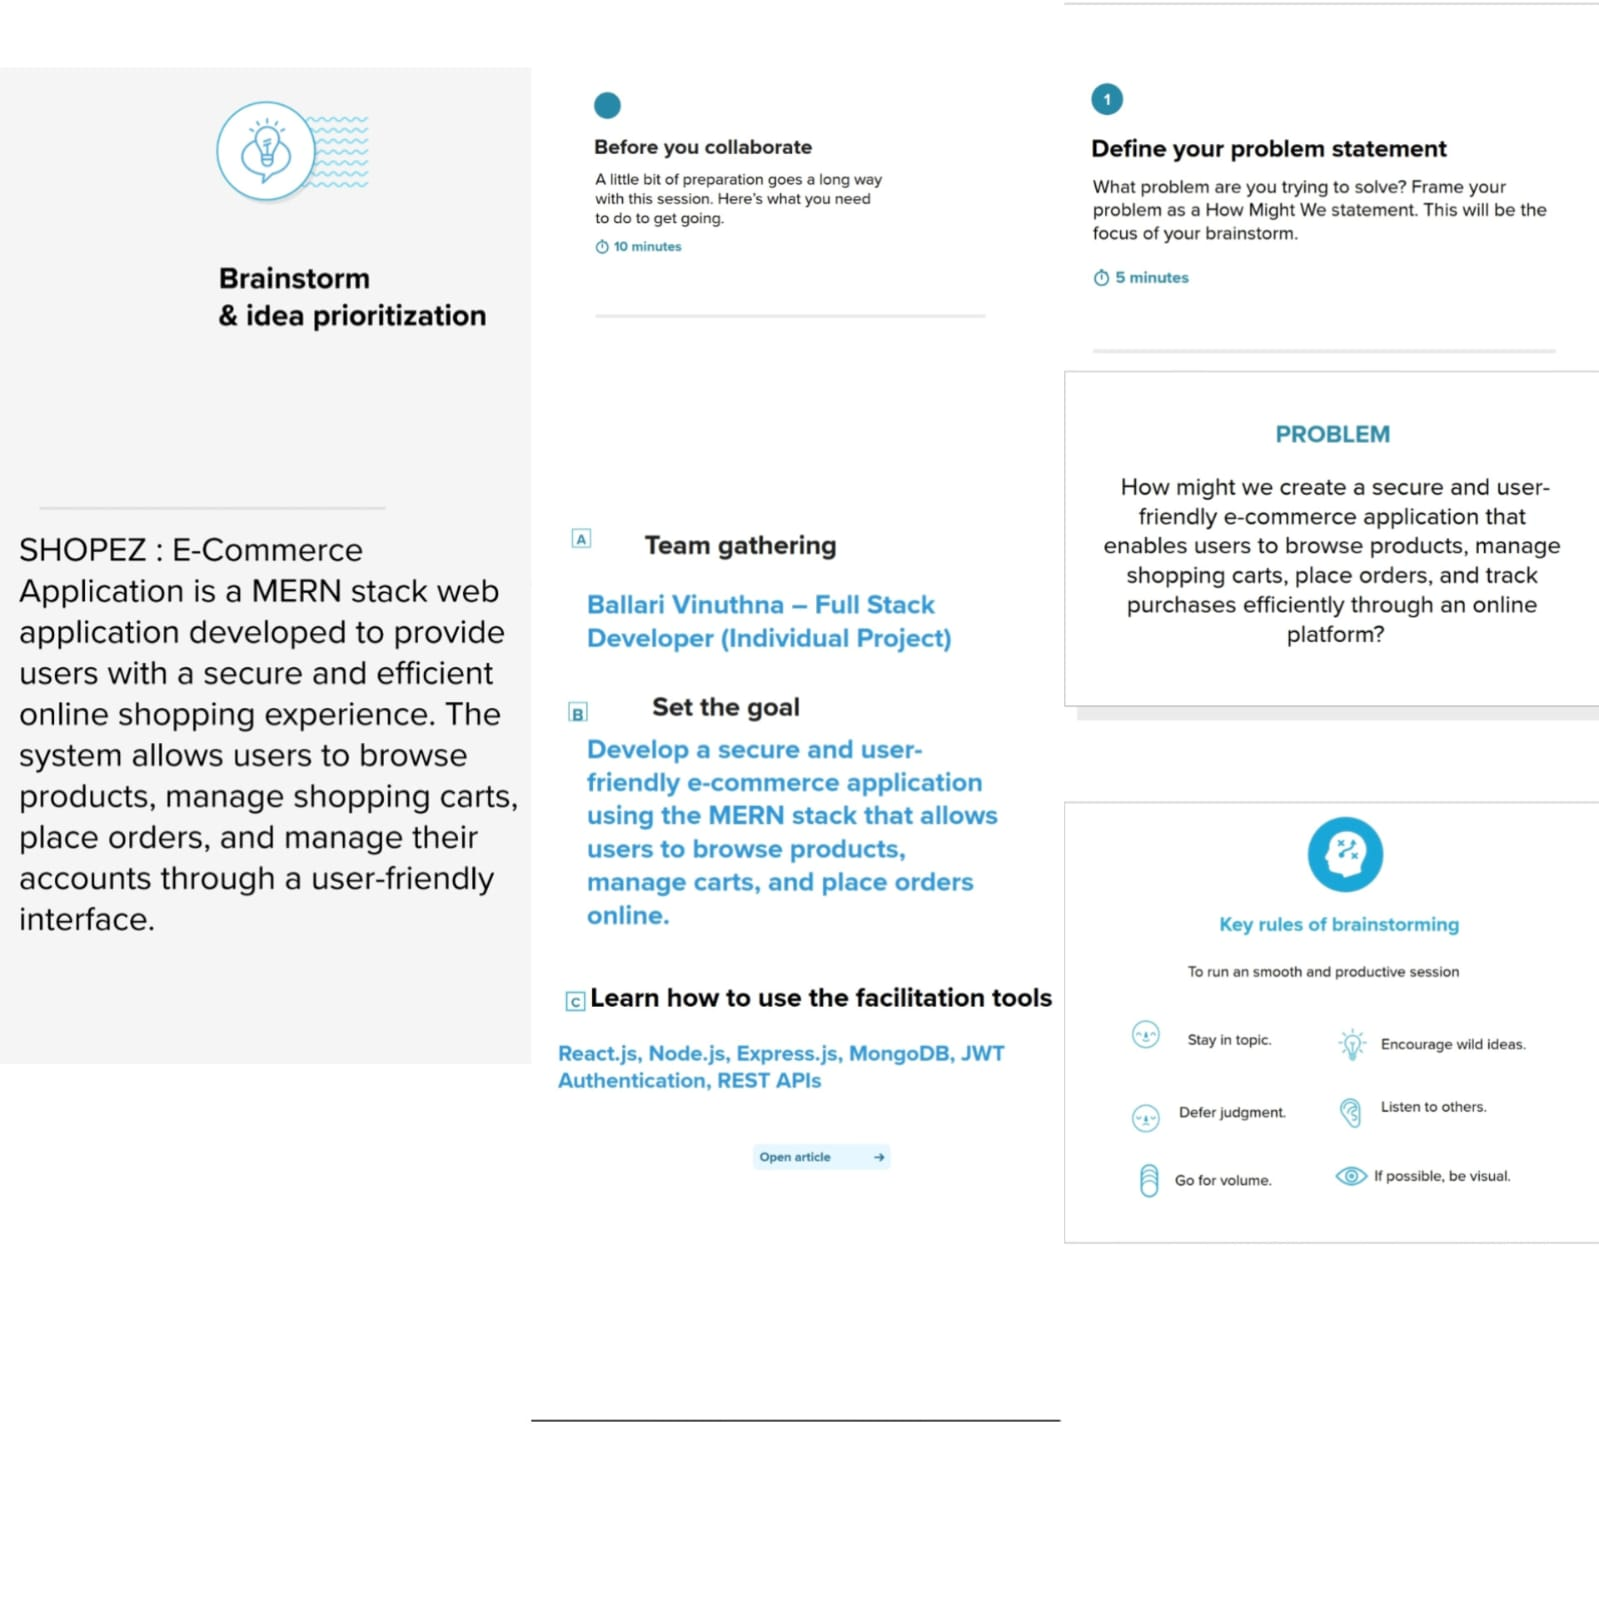 Brainstorm
& idea prioritization
SHOPEZ : E-Commerce
Application is a MERN stack web
application developed to provide
users with a secure and efficient
online shopping experience. The
system allows users to browse
products, manage shopping carts,
place orders, and manage their
accounts through a user-friendly
interface.
Before you collaborate
A little bit of preparation goes a long way
with this session. Here's what you need
to do to get going.
10 minutes
A
Team gathering
Ballari Vinuthna – Full Stack
Developer (Individual Project)
B
Set the goal
Develop a secure and user-
friendly e-commerce application
using the MERN stack that allows
users to browse products,
manage carts, and place orders
online.
C
Learn how to use the facilitation tools
React.js, Node.js, Express.js, MongoDB, JWT
Authentication, REST APIs
Open article
1
Define your problem statement
What problem are you trying to solve? Frame your
problem as a How Might We statement. This will be the
focus of your brainstorm.
5 minutes
PROBLEM
How might we create a secure and user-
friendly e-commerce application that
enables users to browse products, manage
shopping carts, place orders, and track
purchases efficiently through an online
platform?
Key rules of brainstorming
To run an smooth and productive session
Stay in topic.
Encourage wild ideas.
Defer judgment.
Listen to others.
Go for volume.
If possible, be visual.